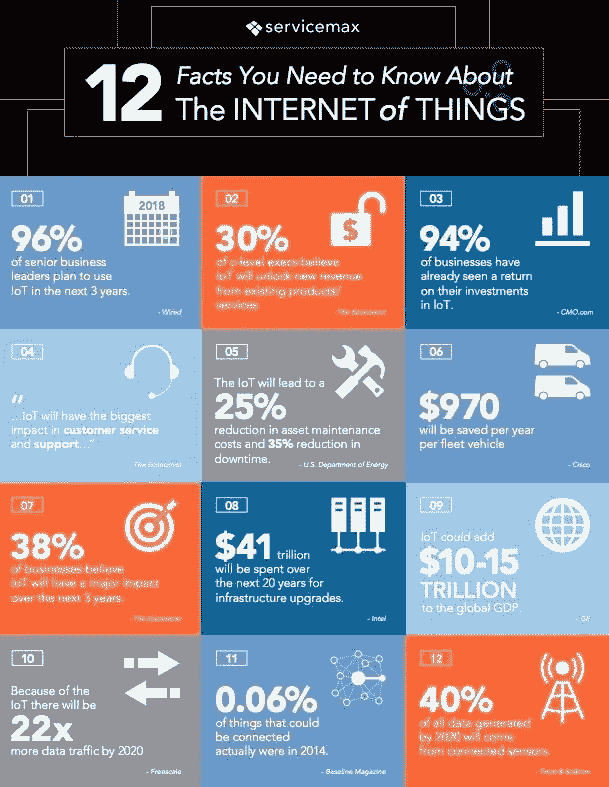 servicemax
12 Facts You Need to Know About
The INTERNET of THINGS
01
2018
96%
of senior business
leaders plan to use
IoT in the next 3 years.
- Wired
02
$
30%
of c-level execs believe
IoT will unlock new revenue
from existing products/
services.
- The Economist
03
94%
of businesses have
already seen a return
on their investments
in IoT.
- CMO.com
04
“
...IoT will have the biggest
impact in customer service
and support...”
- The Economist
05
The IoT will lead to a
25%
reduction in asset maintenance
costs and 35% reduction in
downtime.
- U.S. Department of Energy
06
$970
will be saved per year
per fleet vehicle
- Cisco
07
38%
of businesses believe
IoT will have a major impact
over the next 3 years.
- The Economist
08
$41 trillion
will be spent over
the next 20 years for
infrastructure upgrades.
- Intel
09
IoT could add
$10-15
TRILLION
to the global GDP.
- GE
10
Because of the
IoT there will be
22x
more data traffic by 2020
- Freescale
11
0.06%
of things that could
be connected
actually were in 2014.
- Baseline Magazine
12
40%
of all data generated
by 2020 will come
from connected sensors.